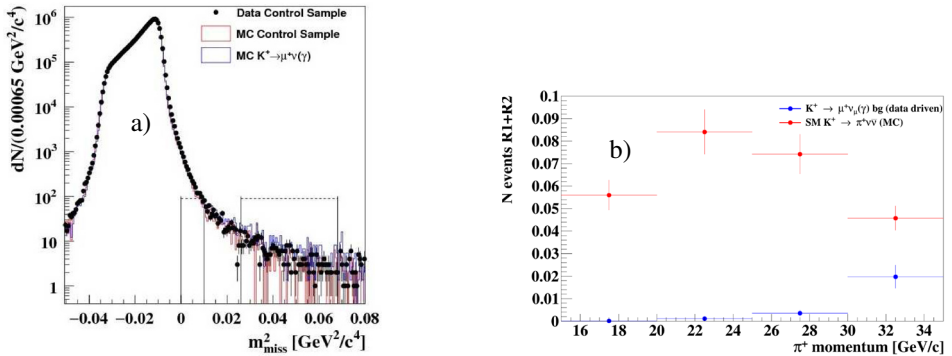 dN/(0.00065 GeV²/c⁴)
10⁶
10⁵
10⁴
10³
10²
10
1
Data Control Sample
MC Control Sample
MC K⁺→μ⁺ν(γ)
a)
−0.04 −0.02 0 0.02 0.04 0.06 0.08
m²miss [GeV²/c⁴]
N events R1+R2
0.1
0.09
0.08
0.07
0.06
0.05
0.04
0.03
0.02
0.01
0
K⁺ → μ⁺νμ(γ) bg (data driven)
SM K⁺ → π⁺νν̄ (MC)
b)
16 18 20 22 24 26 28 30 32 34
π⁺ momentum [GeV/c]